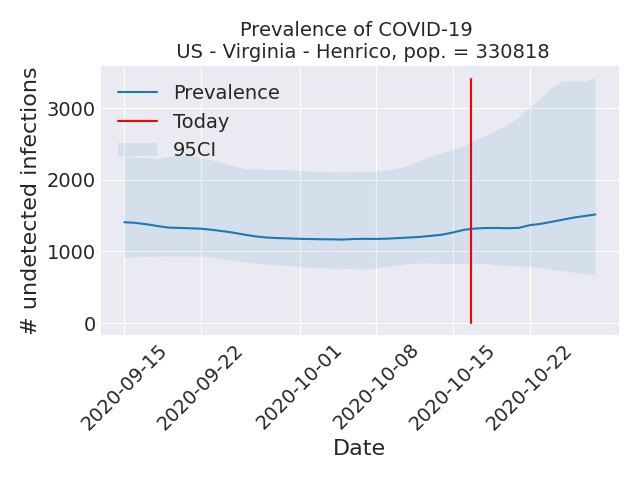 Prevalence of COVID-19
US - Virginia - Henrico, pop. = 330818
# undetected infections
3000
2000
1000
0
Prevalence
Today
95CI
2020-09-15
2020-09-22
2020-10-01
2020-10-08
2020-10-15
2020-10-22
Date